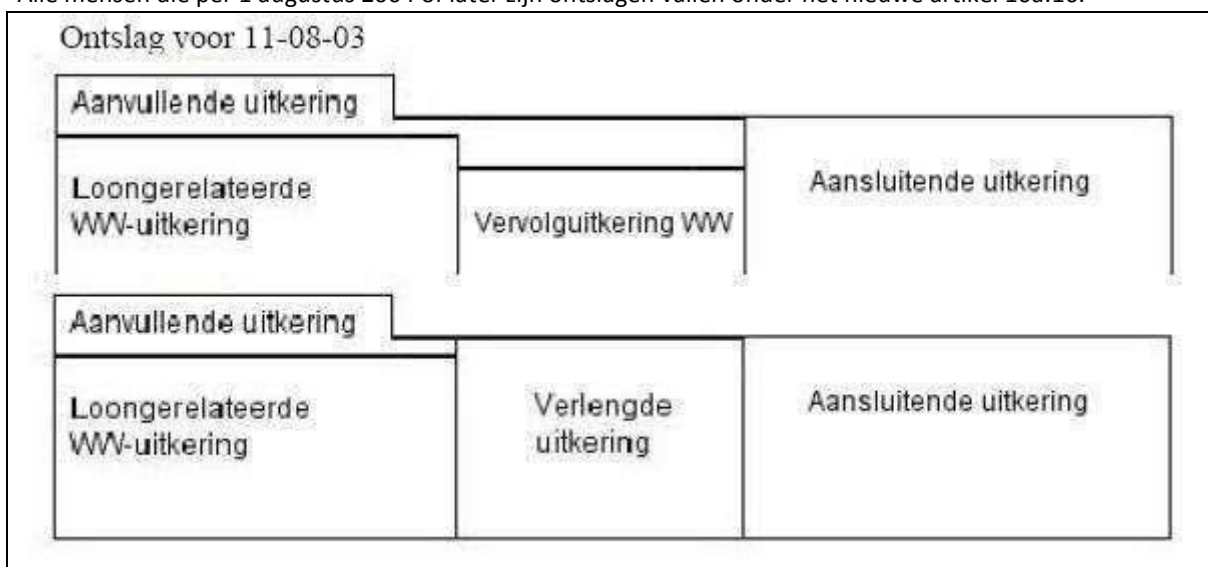 Ontslag voor 11-08-03
Aanvullende uitkering
Loongerelateerde
WW-uitkering
Vervolguitkering WW
Aansluitende uitkering
Aanvullende uitkering
Loongerelateerde
WW-uitkering
Verlengde
uitkering
Aansluitende uitkering